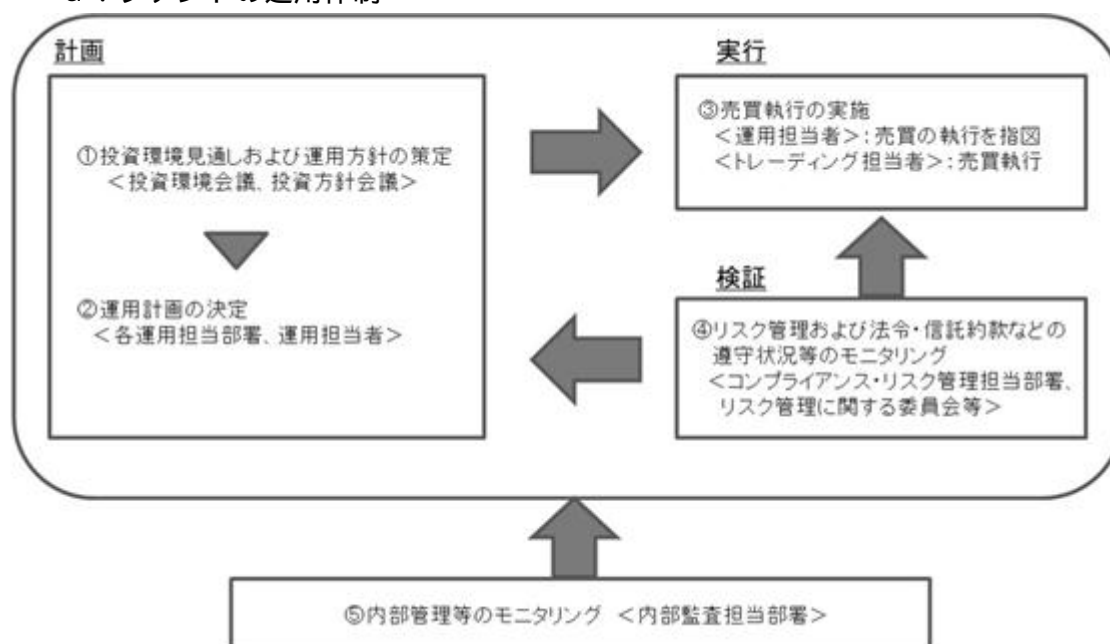 の運用体制
計画
①投資環境見通しおよび運用方針の策定
＜投資環境会議、投資方針会議＞
②運用計画の決定
＜各運用担当部署、運用担当者＞
実行
③売買執行の実施
＜運用担当者＞：売買の執行を指図
＜トレーディング担当者＞：売買執行
検証
④リスク管理および法令・信託約款などの
遵守状況等のモニタリング
＜コンプライアンス・リスク管理担当部署、
リスク管理に関する委員会等＞
⑤内部管理等のモニタリング ＜内部監査担当部署＞